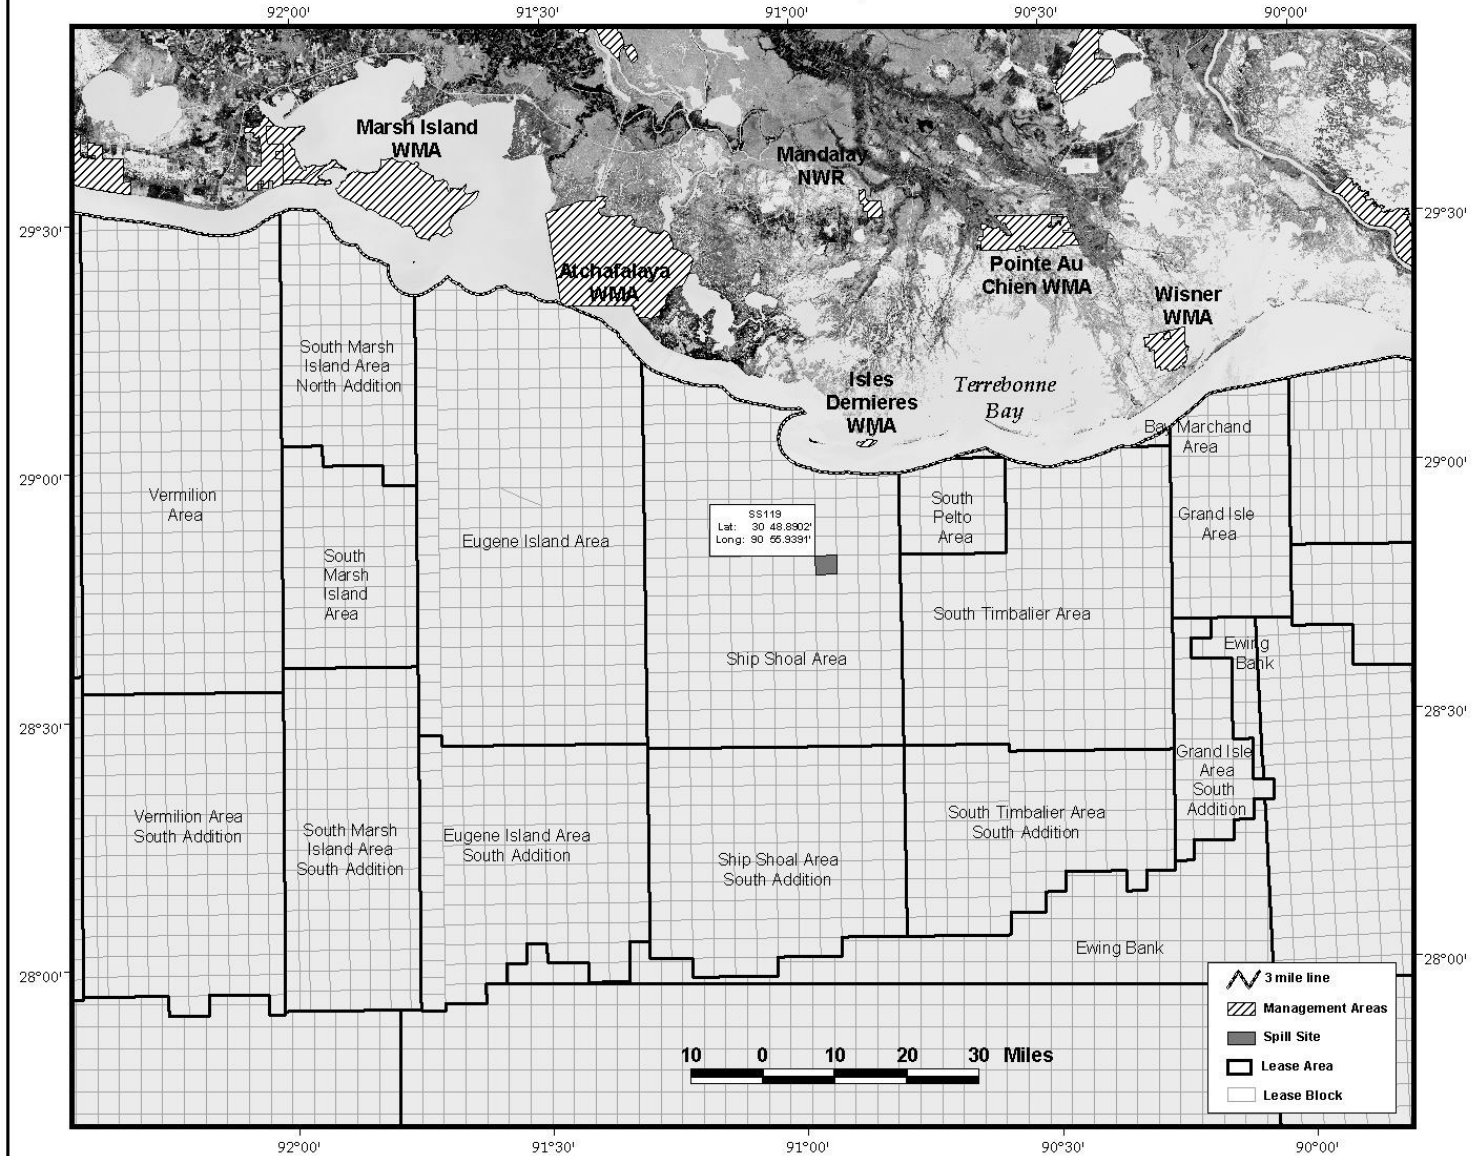 92°00'
91°30'
91°00'
90°30'
90°00'
Marsh Island
WMA
Mandalay
NWR
29°30'
29°30'
Atchafalaya
WMA
Pointe Au
Chien WMA
Wisner
WMA
South Marsh
Island Area
North Addition
Isles
Dernieres
WMA
Terrebonne
Bay
Bay Marchand
Area
29°00'
29°00'
Vermilion
Area
South
Pelto
Area
SS119
Lat: 30 48.8902'
Long: 90 55.9391'
Grand Isle
Area
Eugene Island Area
South
Marsh
Island
Area
South Timbalier Area
Ship Shoal Area
Ewing
Bank
28°30'
28°30'
Grand Isle
Area
South
Addition
Vermilion Area
South Addition
South Marsh
Island Area
South Addition
Eugene Island Area
South Addition
South Timbalier Area
South Addition
Ship Shoal Area
South Addition
Ewing Bank
28°00'
28°00'
3 mile line
Management Areas
Spill Site
Lease Area
Lease Block
10 0 10 20 30 Miles
92°00'
91°30'
91°00'
90°30'
90°00'